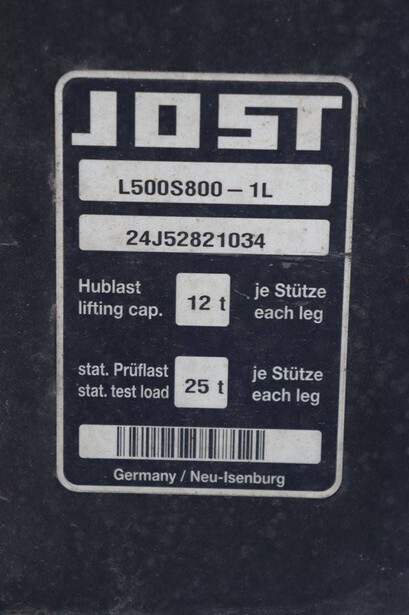 JOST
L500S800 – 1L
24J52821034
Hublast 12 t je Stütze
lifting cap. each leg
stat. Prüflast 25 t je Stütze
stat. test load each leg
Germany / Neu-Isenburg